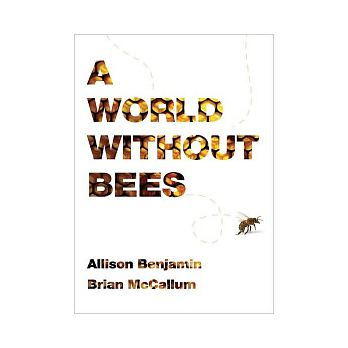 A
WORLD
WITHOUT
BEES
Allison Benjamin
Brian McCallum